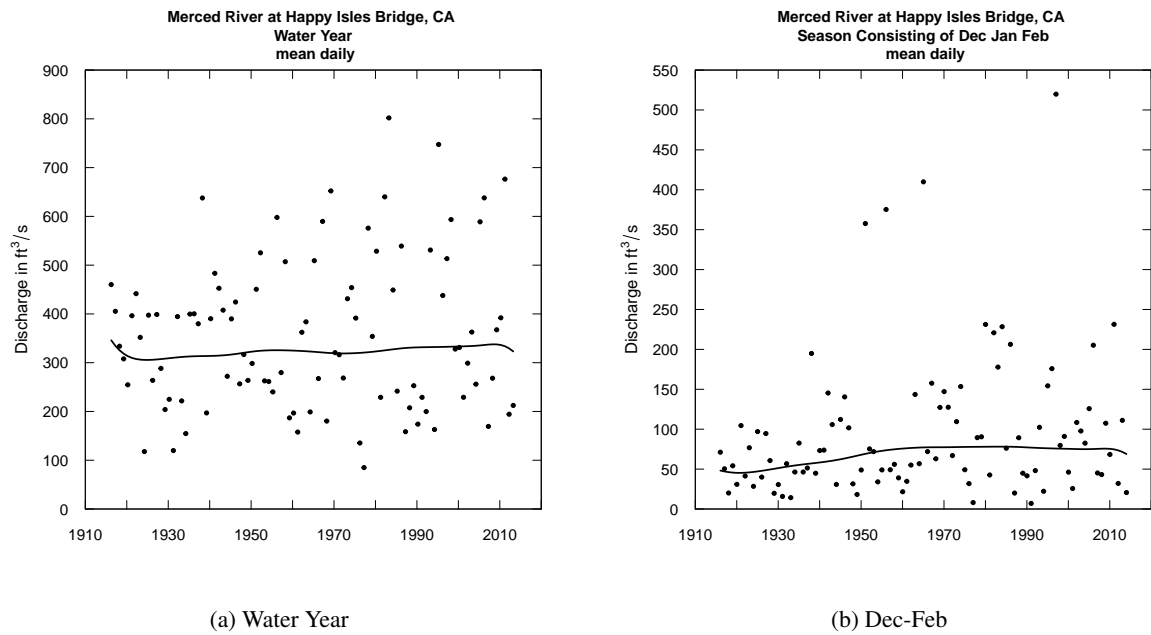 Merced River at Happy Isles Bridge, CA
Water Year
mean daily
900
800
700
600
500
400
300
200
100
0
Discharge in ft³/s
1910 1930 1950 1970 1990 2010
(a) Water Year
Merced River at Happy Isles Bridge, CA
Season Consisting of Dec Jan Feb
mean daily
550
500
450
400
350
300
250
200
150
100
50
0
Discharge in ft³/s
1910 1930 1950 1970 1990 2010
(b) Dec-Feb